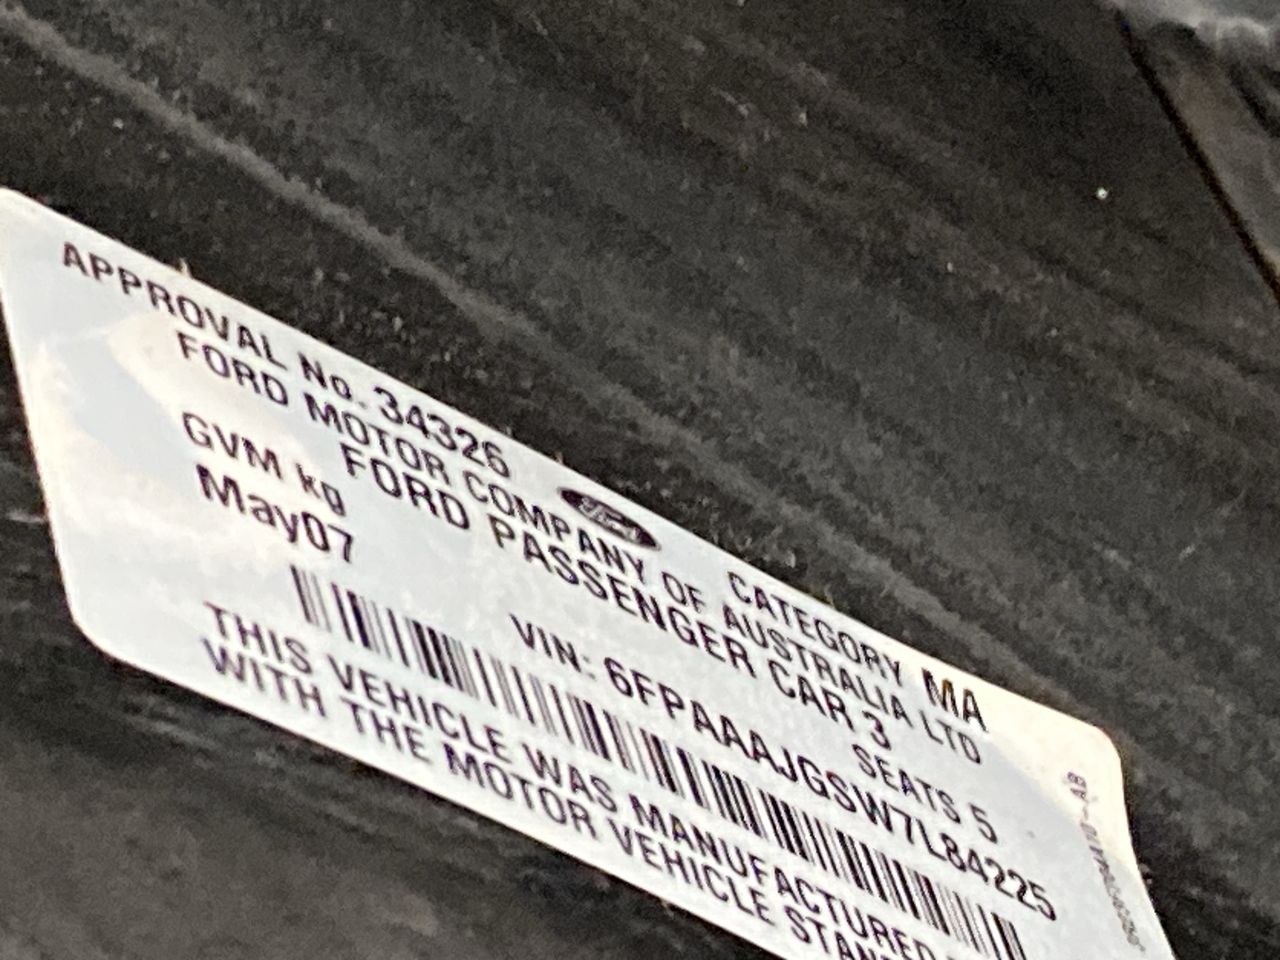 APPROVAL No. 34326 Ford CATEGORY MA
FORD MOTOR COMPANY OF AUSTRALIA LTD
FORD PASSENGER CAR 3
GVM kg SEATS 5
May07 VIN: 6FPAAAJGSW7L84225
THIS VEHICLE WAS MANUFACTURED
WITH THE MOTOR VEHICLE